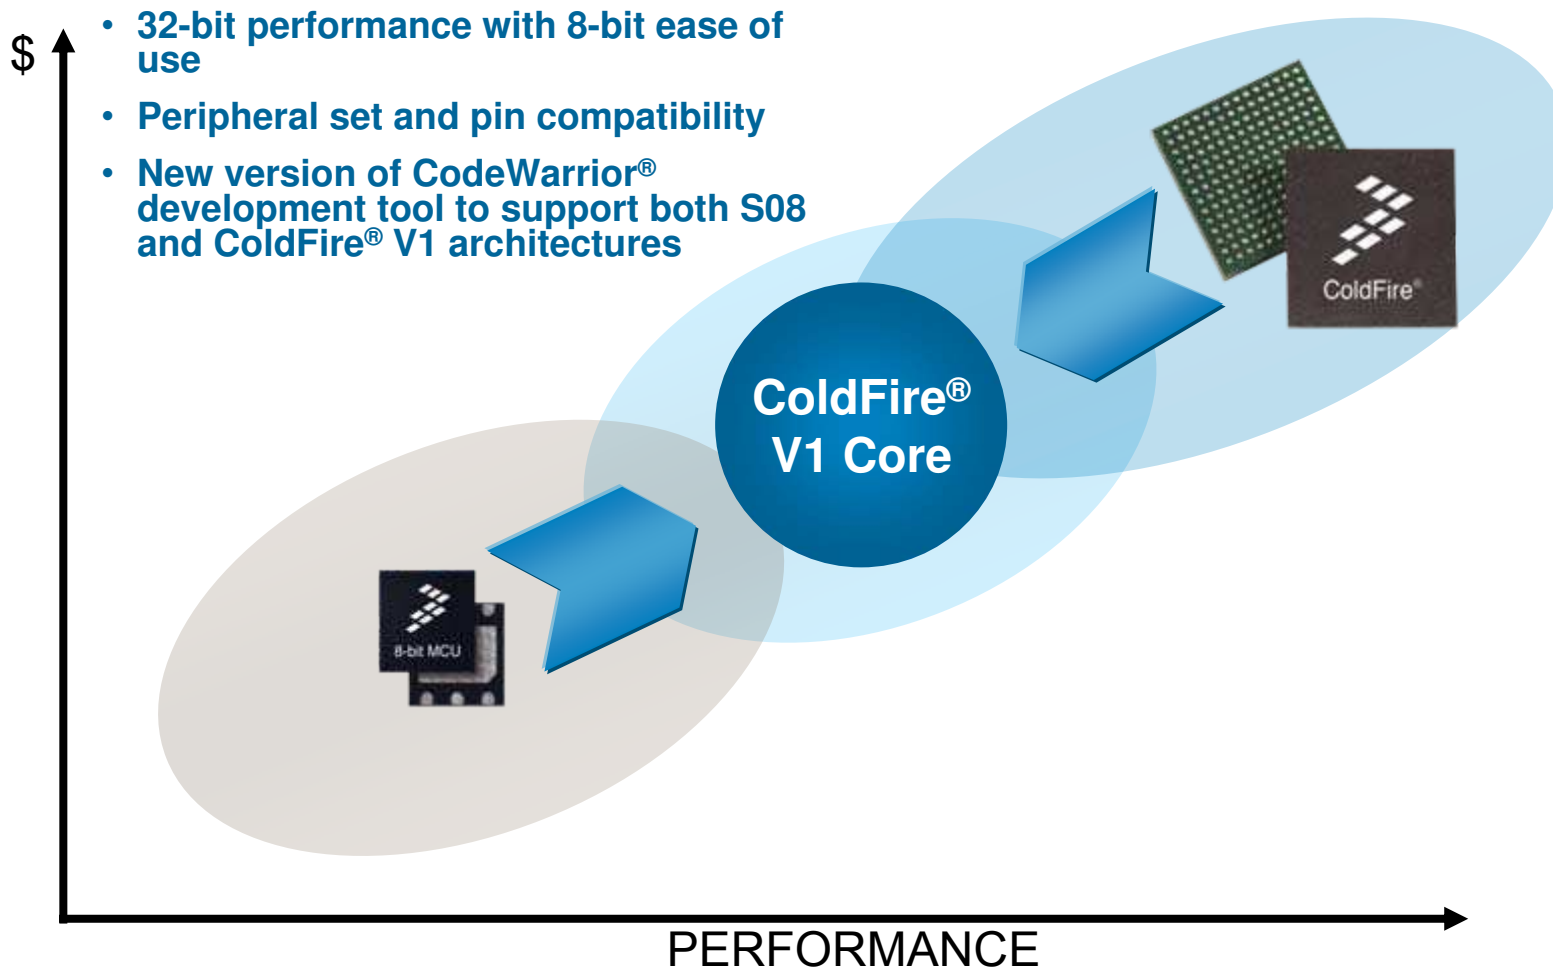 $
• 32-bit performance with 8-bit ease of
use
• Peripheral set and pin compatibility
• New version of CodeWarrior®
development tool to support both S08
and ColdFire® V1 architectures
ColdFire®
ColdFire®
V1 Core
8-bit MCU
PERFORMANCE